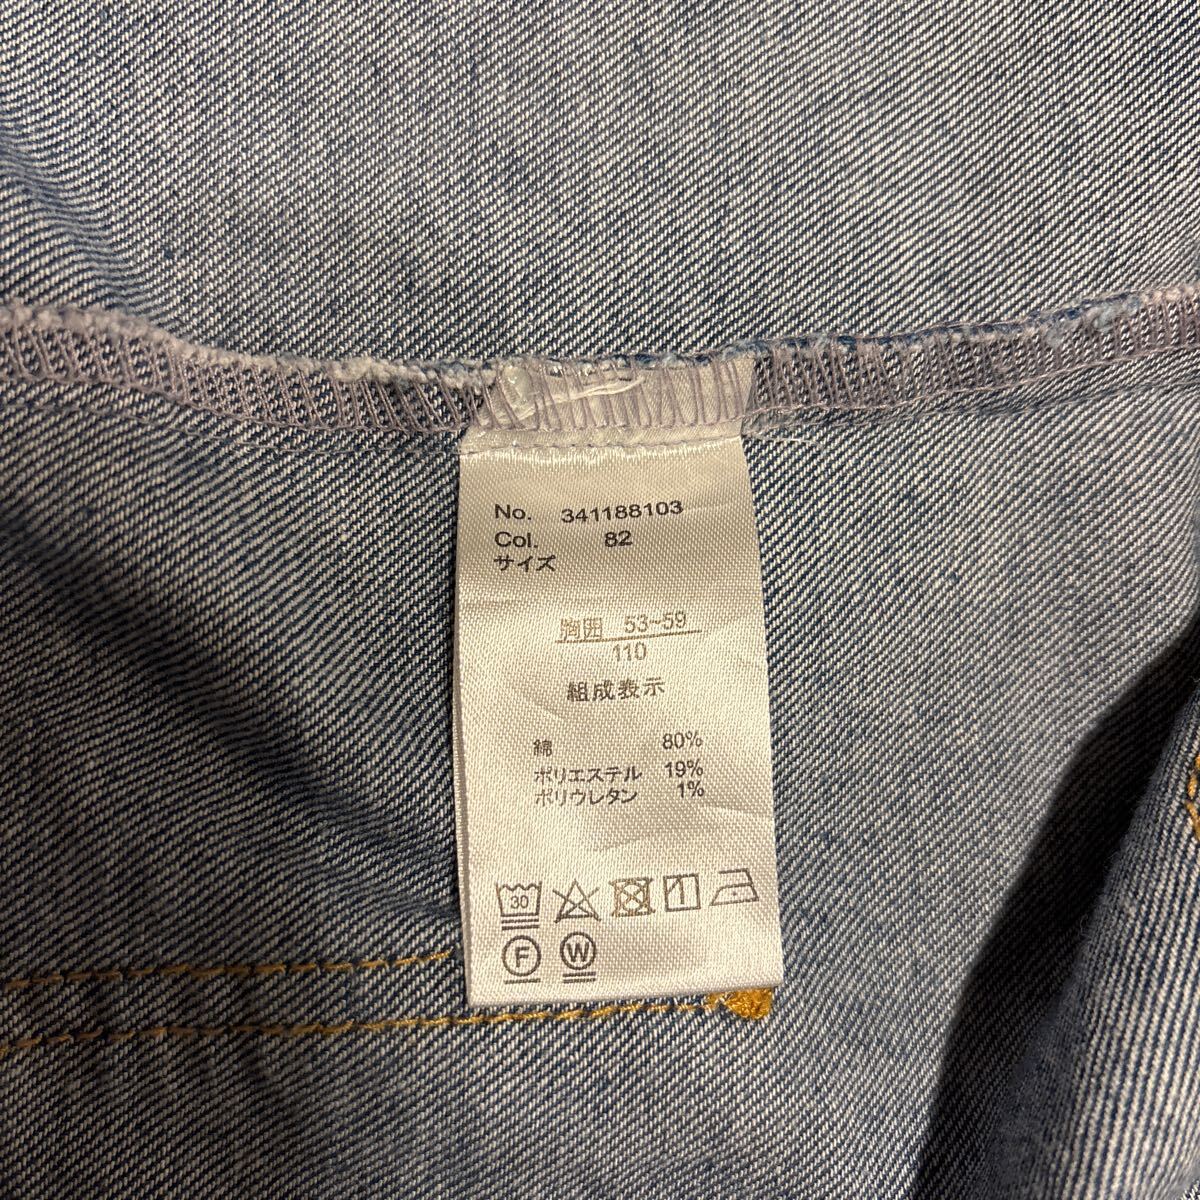 No. 341188103
Col. 82
サイズ
胸囲 53~59
110
組成表示
綿 80%
ポリエステル 19%
ポリウレタン 1%
30
F W